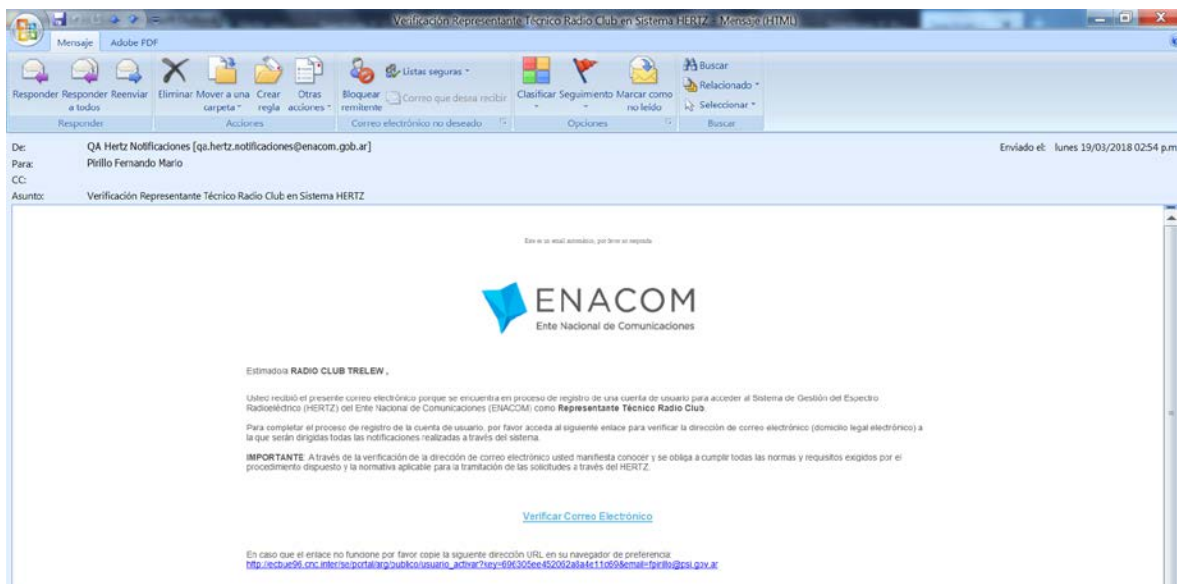 Verificación Representante Técnico Radio Club en Sistema HERTZ - Mensaje (HTML)
Mensaje Adobe PDF
Responder Responder a todos Reenviar Eliminar Mover a una carpeta Crear regla Otras acciones Bloquear remitente Listas seguras Correo que desea recibir Clasificar Seguimiento Marcar como no leído Buscar Relacionado Seleccionar
Responder Acciones Correo electrónico no deseado Opciones Buscar
De: QA Hertz Notificaciones [qa.hertz.notificaciones@enacom.gob.ar] Enviado el: lunes 19/03/2018 02:54 p.m
Para: Pirillo Fernando Mario
CC:
Asunto: Verificación Representante Técnico Radio Club en Sistema HERTZ
Este es un email automático, por favor no responda
ENACOM
Ente Nacional de Comunicaciones
Estimado/a RADIO CLUB TRELEW ,
Usted recibió el presente correo electrónico porque se encuentra en proceso de registro de una cuenta de usuario para acceder al Sistema de Gestión del Espectro
Radioeléctrico (HERTZ) del Ente Nacional de Comunicaciones (ENACOM) como Representante Técnico Radio Club.
Para completar el proceso de registro de la cuenta de usuario, por favor acceda al siguiente enlace para verificar la dirección de correo electrónico (domicilio legal electrónico) a
la que serán dirigidas todas las notificaciones realizadas a través del sistema.
IMPORTANTE: A través de la verificación de la dirección de correo electrónico usted manifiesta conocer y se obliga a cumplir todas las normas y requisitos exigidos por el
procedimiento dispuesto y la normativa aplicable para la tramitación de las solicitudes a través del HERTZ.
Verificar Correo Electrónico
En caso que el enlace no funcione por favor copie la siguiente dirección URL en su navegador de preferencia: